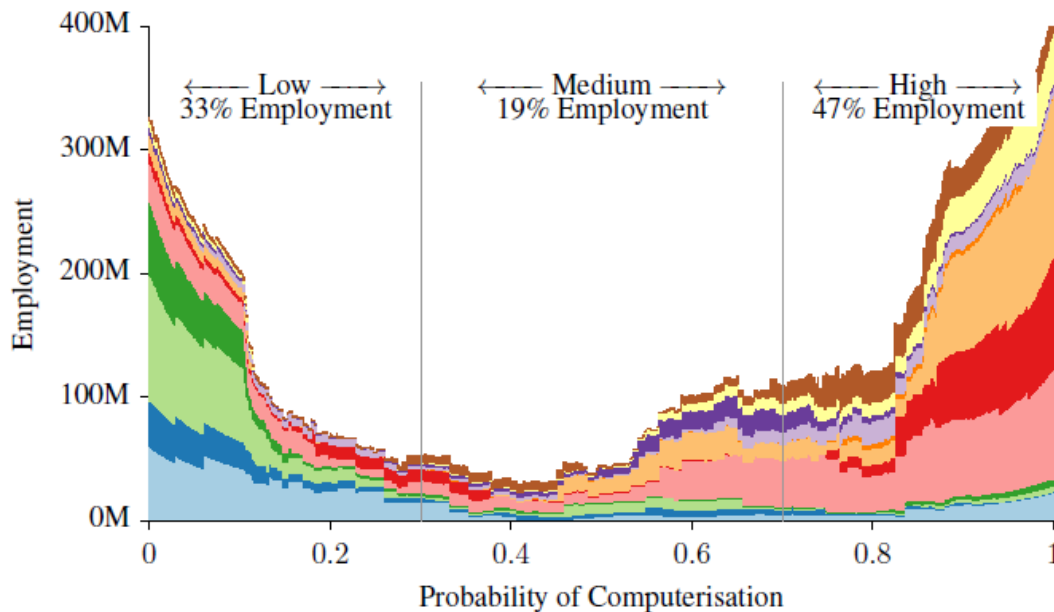 400M
300M
200M
100M
0M
Employment
Low
33% Employment
Medium
19% Employment
High
47% Employment
0
0.2
0.4
0.6
0.8
1
Probability of Computerisation